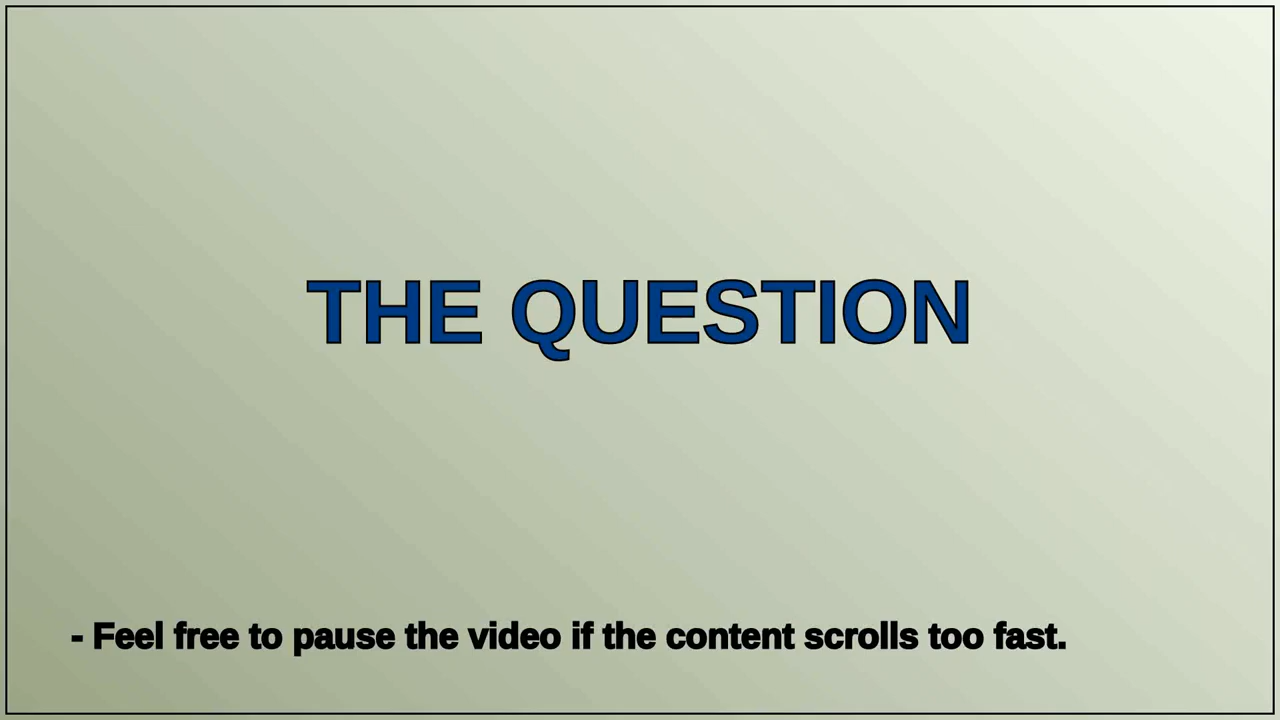 THE QUESTION
- Feel free to pause the video if the content scrolls too fast.